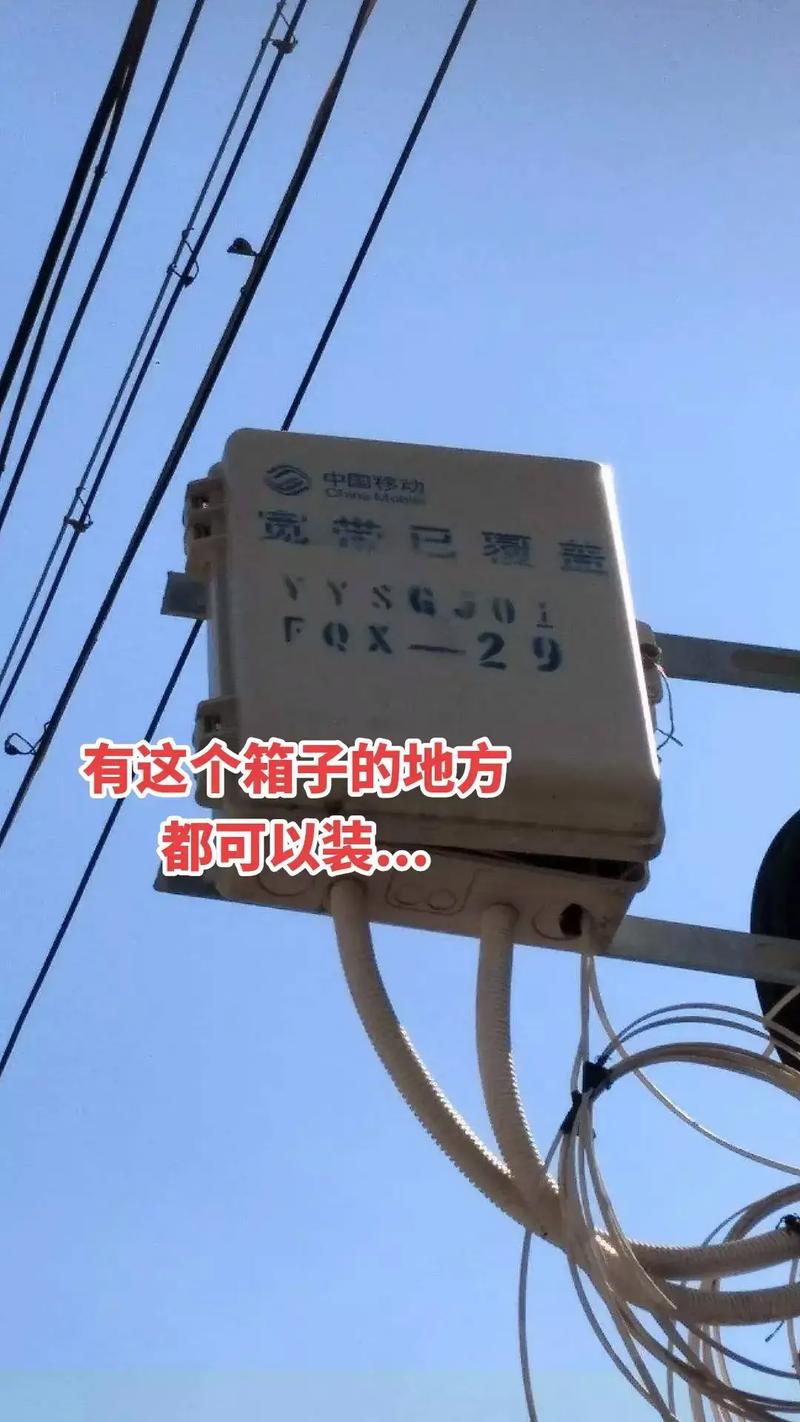 中国移动
China Mobile
宽带已覆盖
YYSGJ01
FQX—29
有这个箱子的地方
都可以装...